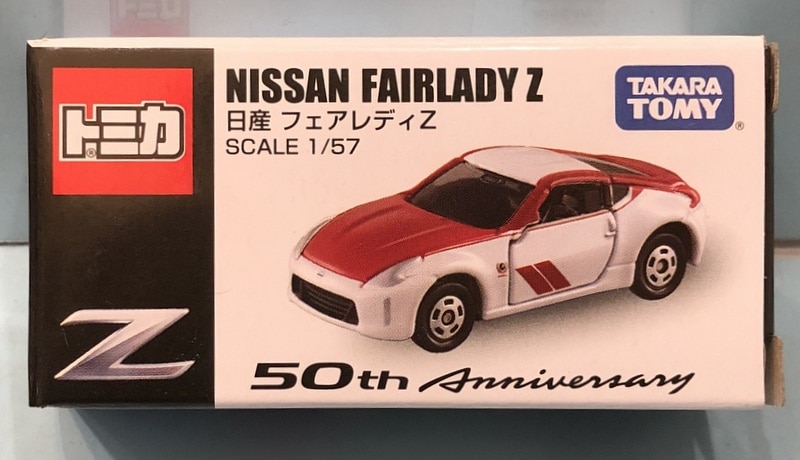 トミカ
®
NISSAN FAIRLADY Z
日産 フェアレディZ
SCALE 1/57
TAKARA
TOMY
®
Z
50th Anniversary